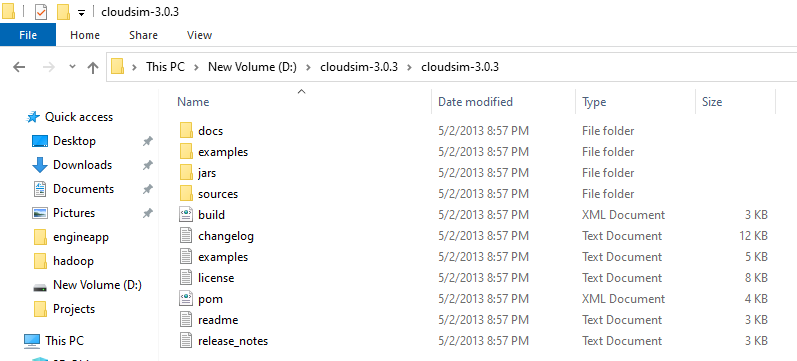 cloudsim-3.0.3
File Home Share View
This PC New Volume (D:) cloudsim-3.0.3 cloudsim-3.0.3
Name Date modified Type Size
Quick access
Desktop
Downloads
Documents
Pictures
engineapp
hadoop
New Volume (D:)
Projects
This PC
docs 5/2/2013 8:57 PM File folder
examples 5/2/2013 8:57 PM File folder
jars 5/2/2013 8:57 PM File folder
sources 5/2/2013 8:57 PM File folder
build 5/2/2013 8:57 PM XML Document 3 KB
changelog 5/2/2013 8:57 PM Text Document 12 KB
examples 5/2/2013 8:57 PM Text Document 5 KB
license 5/2/2013 8:57 PM Text Document 8 KB
pom 5/2/2013 8:57 PM XML Document 4 KB
readme 5/2/2013 8:57 PM Text Document 3 KB
release_notes 5/2/2013 8:57 PM Text Document 3 KB